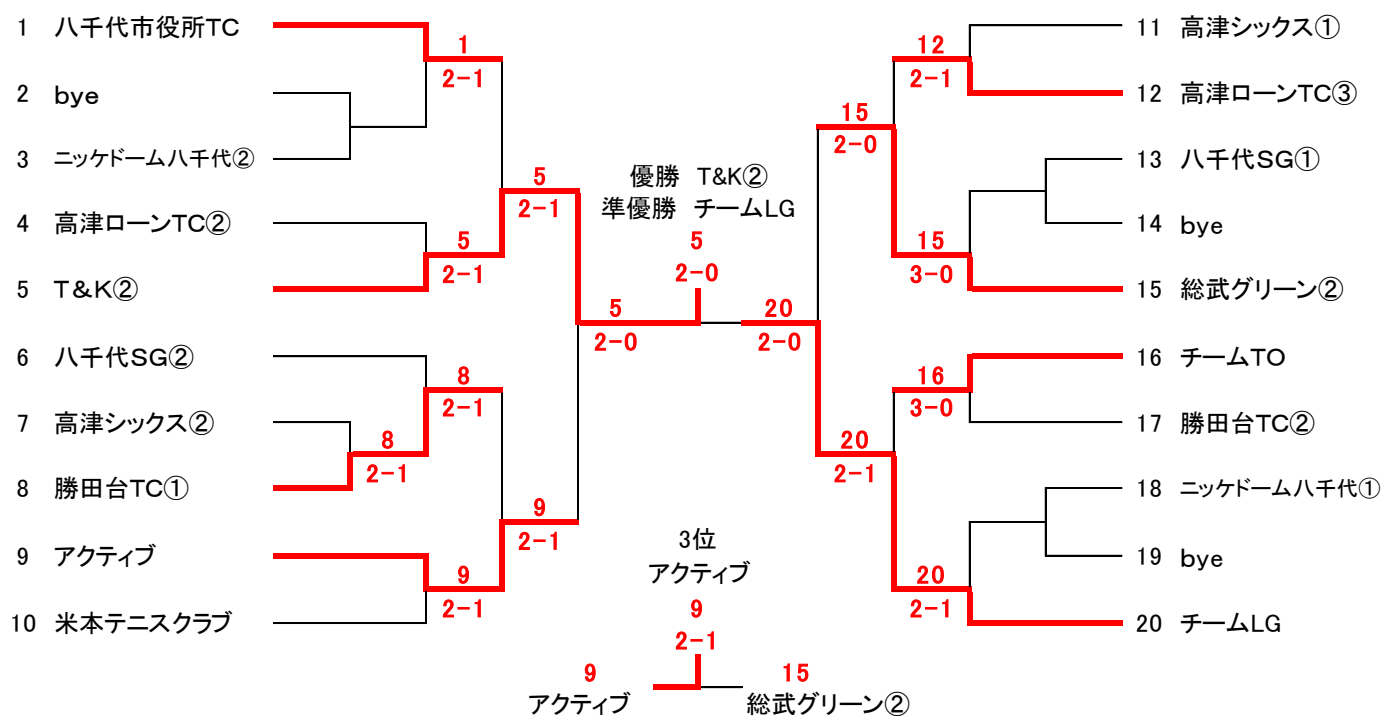 1 八千代市役所TC
2 bye
3 ニッケドーム八千代②
4 高津ローンTC②
5 T&K②
6 八千代SG②
7 高津シックス②
8 勝田台TC①
9 アクティブ
10 米本テニスクラブ
1
2-1
5
2-1
8
2-1
8
2-1
9
2-1
5
2-1
9
2-1
5
2-0
優勝 T&K②
準優勝 チームLG
5
2-0
20
2-0
15
2-0
20
2-1
12
2-1
15
3-0
16
3-0
20
2-1
11 高津シックス①
12 高津ローンTC③
13 八千代SG①
14 bye
15 総武グリーン②
16 チームTO
17 勝田台TC②
18 ニッケドーム八千代①
19 bye
20 チームLG
3位
アクティブ
9
2-1
9
アクティブ
15
総武グリーン②